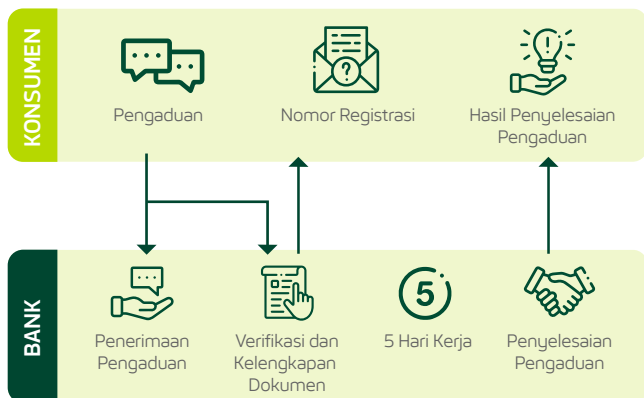 KONSUMEN
Pengaduan
Nomor Registrasi
?
Hasil Penyelesaian
Pengaduan
BANK
Penerimaan
Pengaduan
Verifikasi dan
Kelengkapan
Dokumen
5
5 Hari Kerja
Penyelesaian
Pengaduan